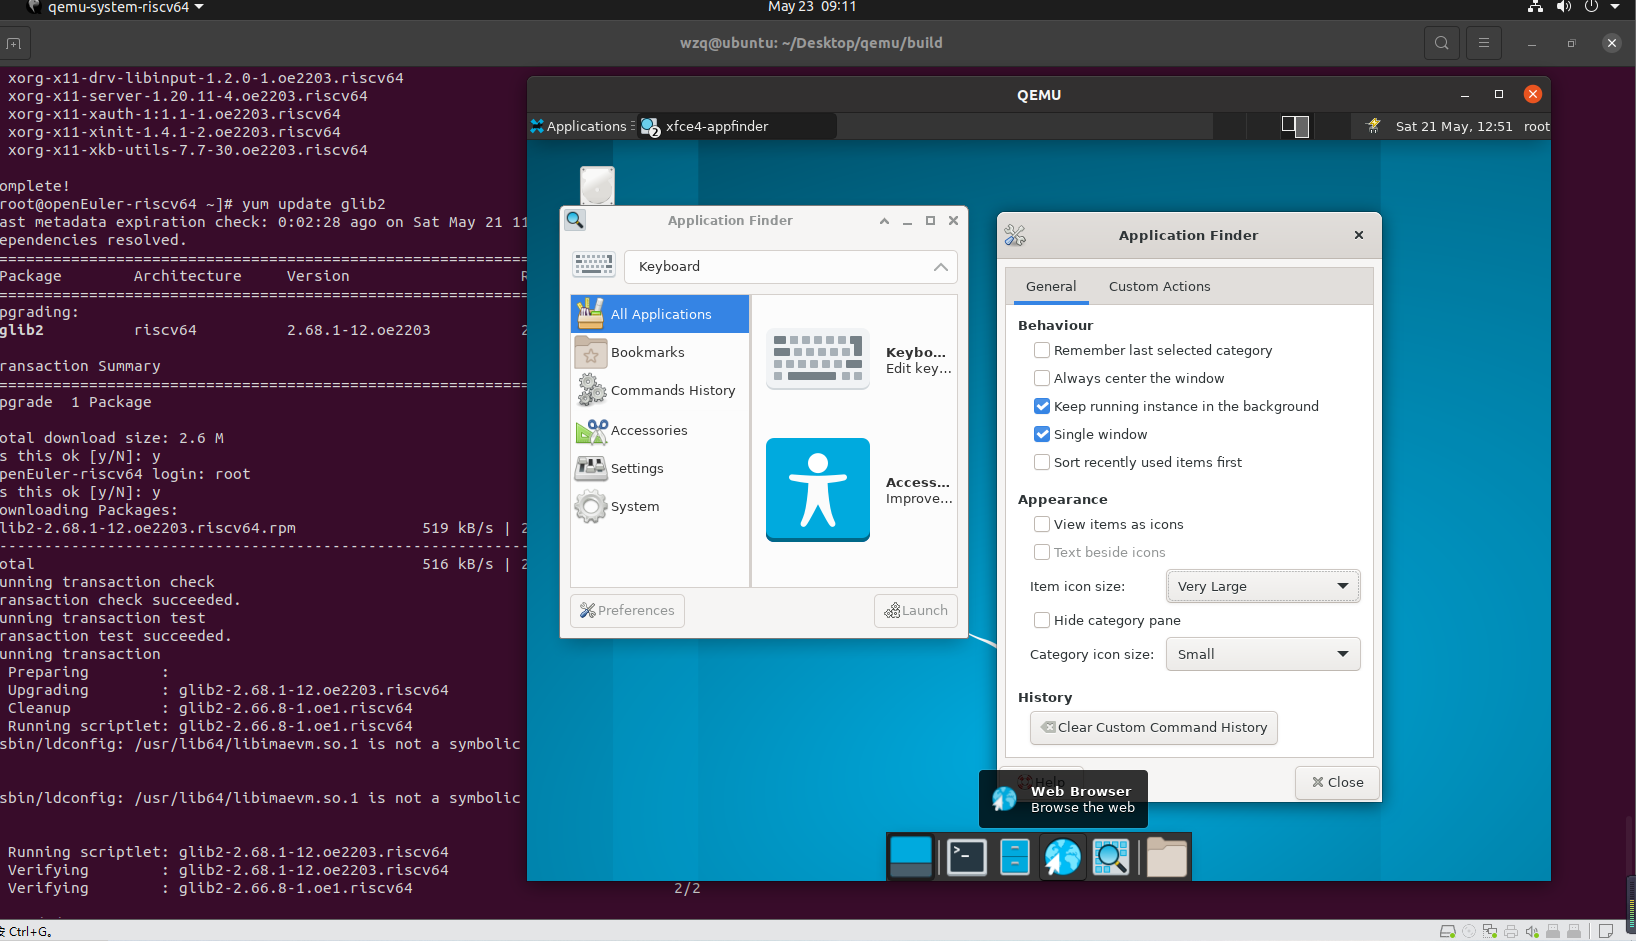 qemu-system-riscv64
May 23 09:11
wzq@ubuntu: ~/Desktop/qemu/build
xorg-x11-drv-libinput-1.2.0-1.oe2203.riscv64
xorg-x11-server-1.20.11-4.oe2203.riscv64
xorg-x11-xauth-1:1.1-1.oe2203.riscv64
xorg-x11-xinit-1.4.1-2.oe2203.riscv64
xorg-x11-xkb-utils-7.7-30.oe2203.riscv64
omplete!
root@openEuler-riscv64 ~]# yum update glib2
ast metadata expiration check: 0:02:28 ago on Sat May 21 11
ependencies resolved.
================================================================
Package Architecture Version R
================================================================
pgrading:
glib2 riscv64 2.68.1-12.oe2203 2
ransaction Summary
================================================================
pgrade 1 Package
otal download size: 2.6 M
s this ok [y/N]: y
penEuler-riscv64 login: root
s this ok [y/N]: y
ownloading Packages:
lib2-2.68.1-12.oe2203.riscv64.rpm 519 kB/s | 2
----------------------------------------------------------------
otal 516 kB/s | 2
unning transaction check
ransaction check succeeded.
unning transaction test
ransaction test succeeded.
unning transaction
Preparing :
Upgrading : glib2-2.68.1-12.oe2203.riscv64
Cleanup : glib2-2.66.8-1.oe1.riscv64
Running scriptlet: glib2-2.66.8-1.oe1.riscv64
sbin/ldconfig: /usr/lib64/libimaevm.so.1 is not a symbolic
sbin/ldconfig: /usr/lib64/libimaevm.so.1 is not a symbolic
Running scriptlet: glib2-2.68.1-12.oe2203.riscv64
Verifying : glib2-2.68.1-12.oe2203.riscv64
Verifying : glib2-2.66.8-1.oe1.riscv64 2/2
QEMU
Applications
2
xfce4-appfinder
Sat 21 May, 12:51 root
Application Finder
Keyboard
All Applications
Bookmarks
Commands History
Accessories
Settings
System
Keybo...
Edit key...
Access...
Improve...
Preferences
Launch
Application Finder
General Custom Actions
Behaviour
Remember last selected category
Always center the window
Keep running instance in the background
Single window
Sort recently used items first
Appearance
View items as icons
Text beside icons
Item icon size: Very Large
Hide category pane
Category icon size: Small
History
Clear Custom Command History
Help
Close
Web Browser
Browse the web
Ctrl+G。